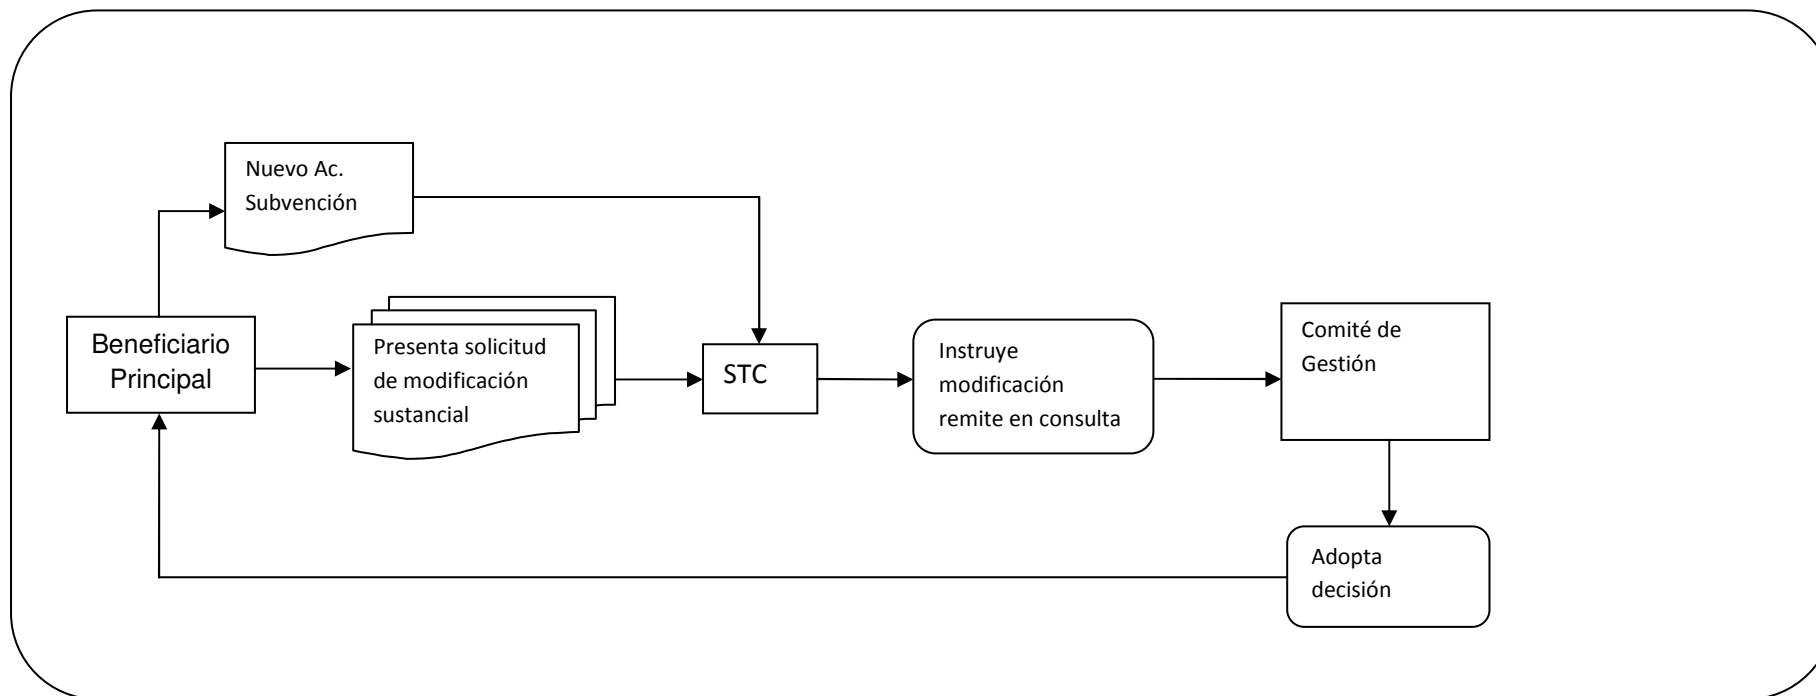 Nuevo Ac.
Subvención
Beneficiario
Principal
Presenta solicitud
de modificación
sustancial
STC
Instruye
modificación
remite en consulta
Comité de
Gestión
Adopta
decisión